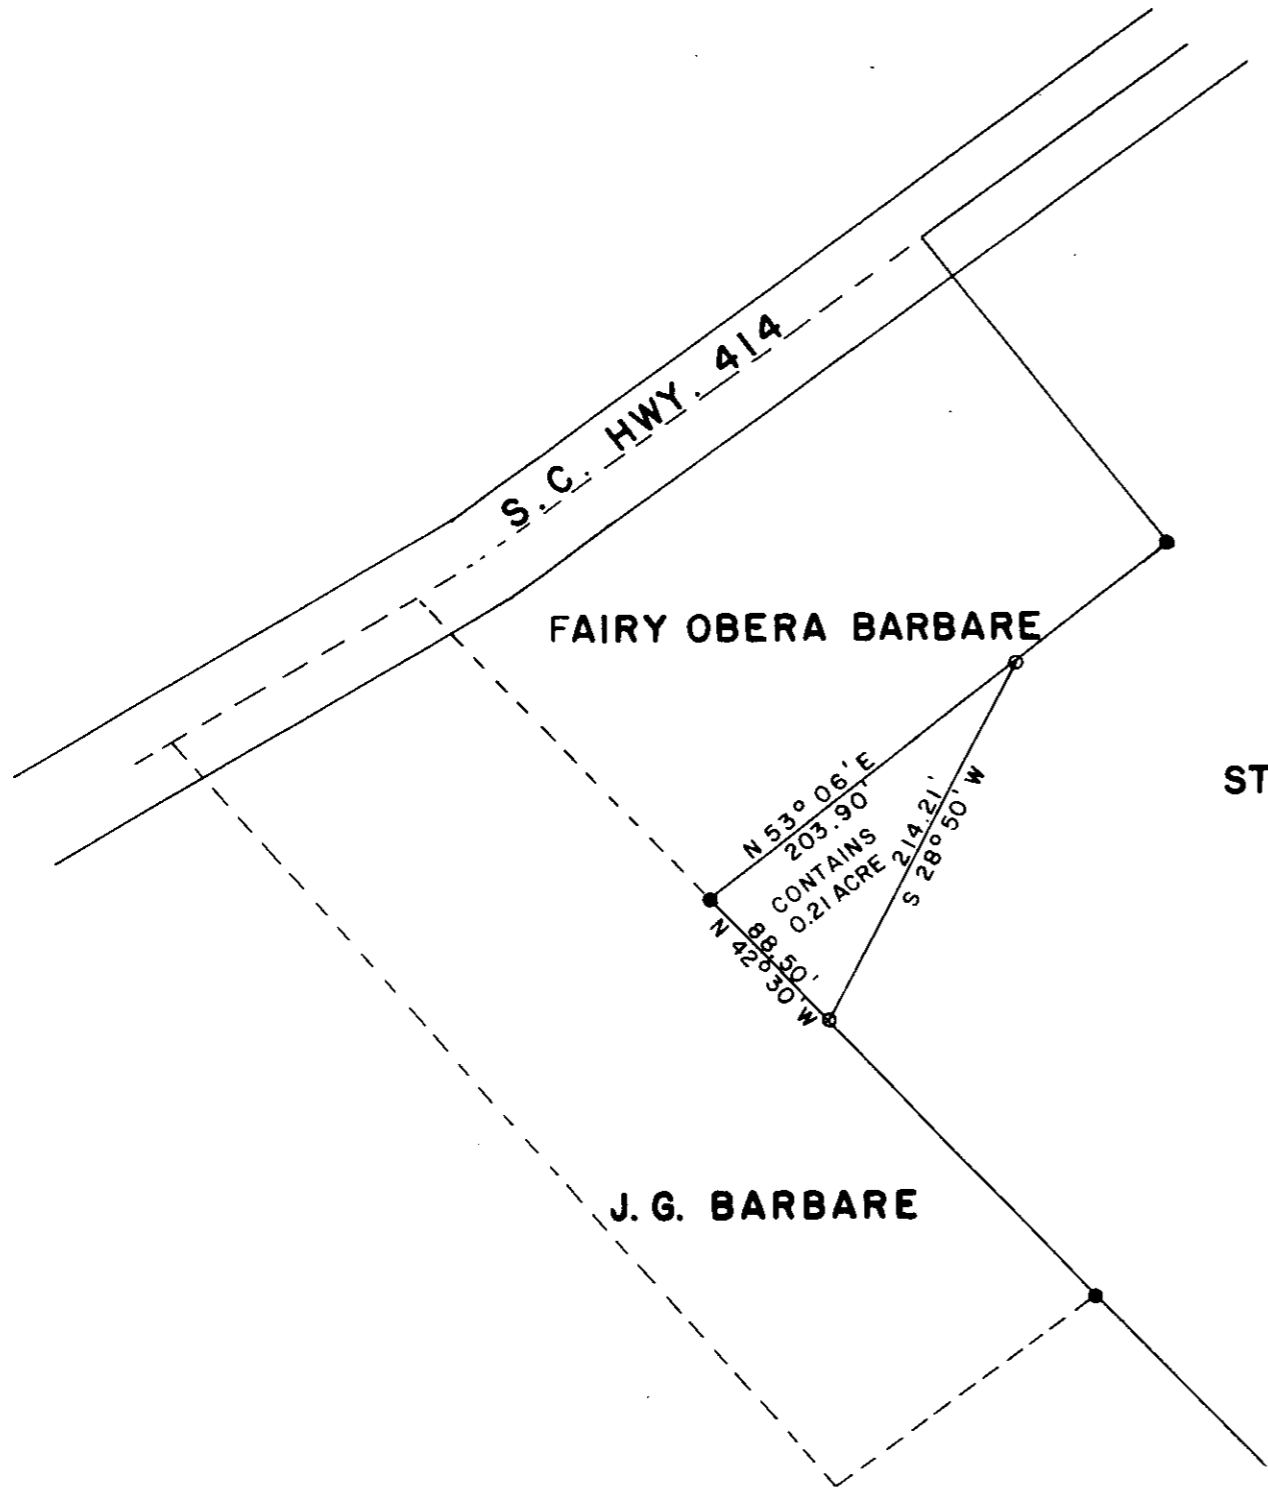 S.C. HWY. 414
FAIRY OBERA BARBARE
ST
N 53° 06' E
203.90'
CONTAINS
0.21 ACRE
214.21'
S 28° 50' W
88.50'
N 42° 30' W
J. G. BARBARE